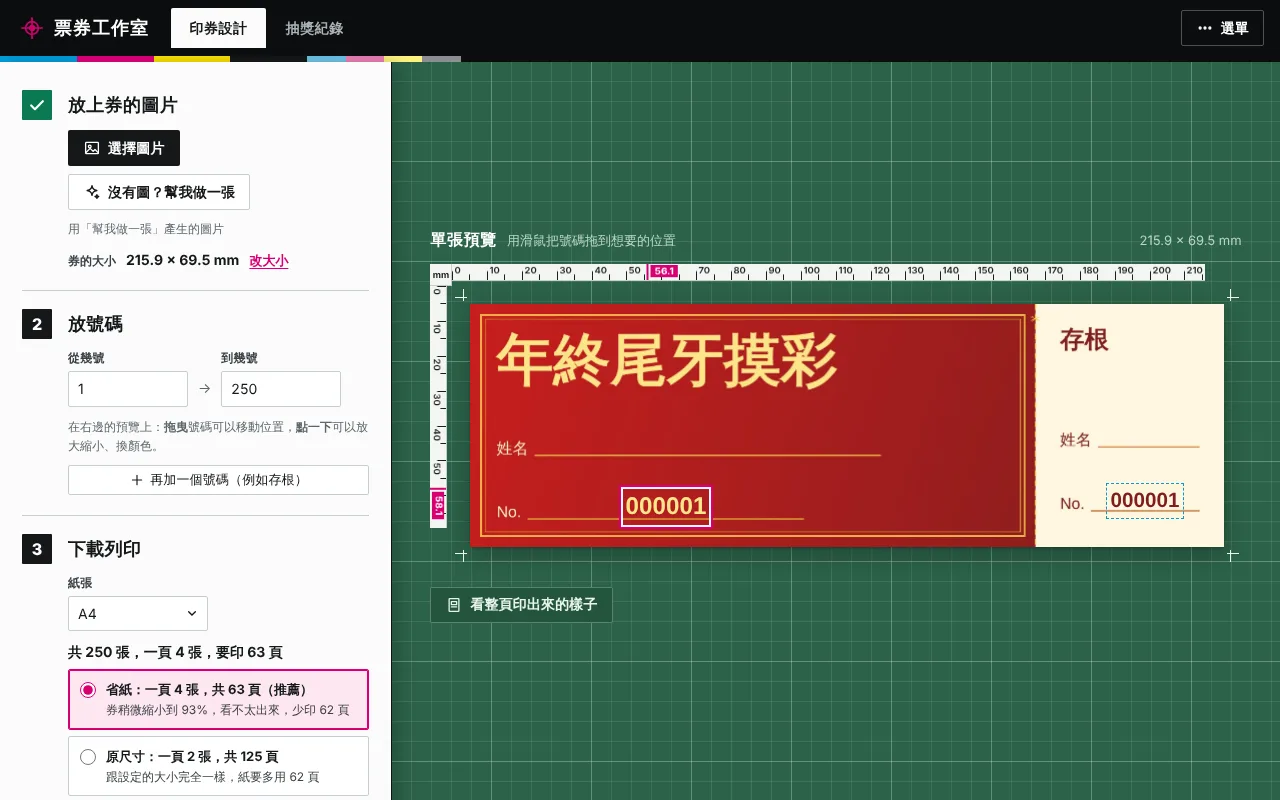 票券工作室
印券設計
抽獎紀錄
選單
放上券的圖片
選擇圖片
沒有圖？幫我做一張
用「幫我做一張」產生的圖片
券的大小 215.9 × 69.5 mm 改大小
2 放號碼
從幾號 到幾號
1 → 250
在右邊的預覽上：拖曳號碼可以移動位置，點一下可以放
大縮小、換顏色。
＋ 再加一個號碼（例如存根）
3 下載列印
紙張
A4
共 250 張，一頁 4 張，要印 63 頁
省紙：一頁 4 張，共 63 頁（推薦）
券稍微縮小到 93%，看不太出來，少印 62 頁
原尺寸：一頁 2 張，共 125 頁
跟設定的大小完全一樣，紙要多用 62 頁
單張預覽 用滑鼠把號碼拖到想要的位置 215.9 × 69.5 mm
mm 0 10 20 30 40 50 56.1 70 80 90 100 110 120 130 140 150 160 170 180 190 200 210
0 10 20 30 40 50 58.1
年終尾牙摸彩
姓名
No. 000001
存根
姓名
No. 000001
看整頁印出來的樣子